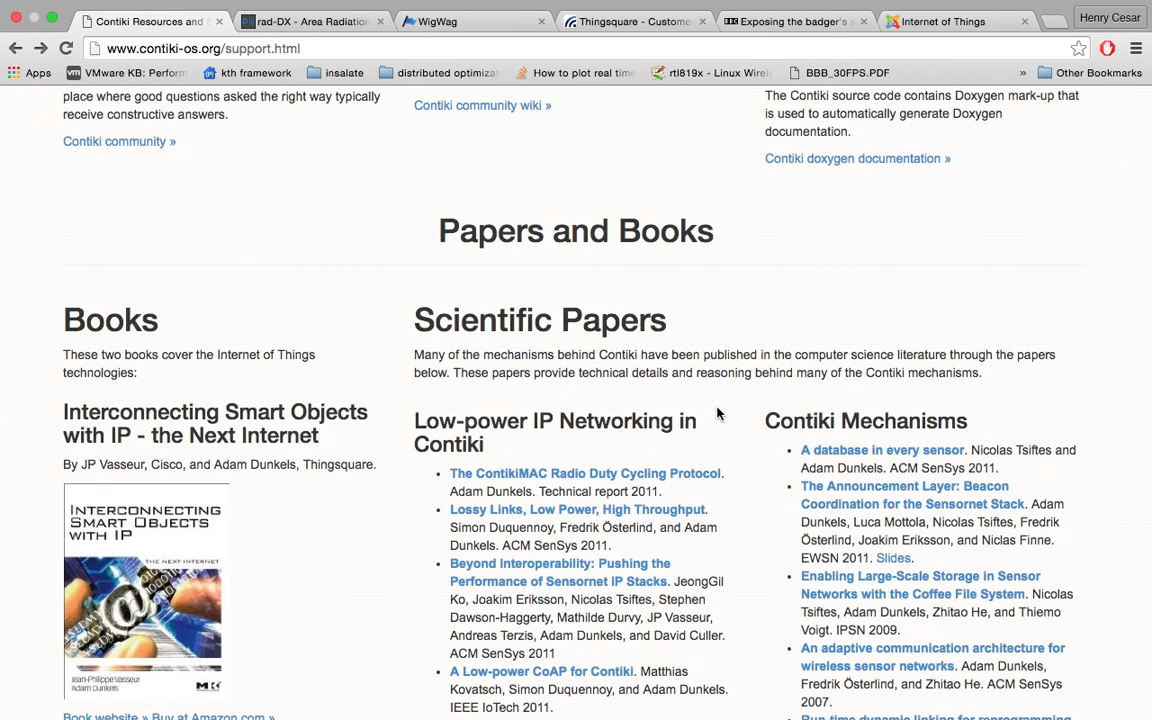 Contiki Resources and
rad-DX - Area Radiation
WigWag
Thingsquare - Custome
Exposing the badger's
Internet of Things
Henry Cesar
www.contiki-os.org/support.html
Apps
VMware KB: Perform
kth framework
insalate
distributed optimiza
How to plot real time
rtl819x - Linux Wirel
BBB_30FPS.PDF
»
Other Bookmarks
place where good questions asked the right way typically
receive constructive answers.
Contiki community »
Contiki community wiki »
The Contiki source code contains Doxygen mark-up that
is used to automatically generate Doxygen
documentation.
Contiki doxygen documentation »
Papers and Books
Books
These two books cover the Internet of Things
technologies:
Interconnecting Smart Objects
with IP - the Next Internet
By JP Vasseur, Cisco, and Adam Dunkels, Thingsquare.
INTERCONNECTING
SMART OBJECTS
WITH IP
THE NEXT INTERNET
Jean-Philippe Vasseur
Adam Dunkels
Book website » Buy at Amazon.com »
Scientific Papers
Many of the mechanisms behind Contiki have been published in the computer science literature through the papers
below. These papers provide technical details and reasoning behind many of the Contiki mechanisms.
Low-power IP Networking in
Contiki
• The ContikiMAC Radio Duty Cycling Protocol.
Adam Dunkels. Technical report 2011.
• Lossy Links, Low Power, High Throughput.
Simon Duquennoy, Fredrik Österlind, and Adam
Dunkels. ACM SenSys 2011.
• Beyond Interoperability: Pushing the
Performance of Sensornet IP Stacks. JeongGil
Ko, Joakim Eriksson, Nicolas Tsiftes, Stephen
Dawson-Haggerty, Mathilde Durvy, JP Vasseur,
Andreas Terzis, Adam Dunkels, and David Culler.
ACM SenSys 2011
• A Low-power CoAP for Contiki. Matthias
Kovatsch, Simon Duquennoy, and Adam Dunkels.
IEEE IoTech 2011.
Contiki Mechanisms
• A database in every sensor. Nicolas Tsiftes and
Adam Dunkels. ACM SenSys 2011.
• The Announcement Layer: Beacon
Coordination for the Sensornet Stack. Adam
Dunkels, Luca Mottola, Nicolas Tsiftes, Fredrik
Österlind, Joakim Eriksson, and Niclas Finne.
EWSN 2011. Slides.
• Enabling Large-Scale Storage in Sensor
Networks with the Coffee File System. Nicolas
Tsiftes, Adam Dunkels, Zhitao He, and Thiemo
Voigt. IPSN 2009.
• An adaptive communication architecture for
wireless sensor networks. Adam Dunkels,
Fredrik Österlind, and Zhitao He. ACM SenSys
2007.
• Run-time dynamic linking for reprogramming